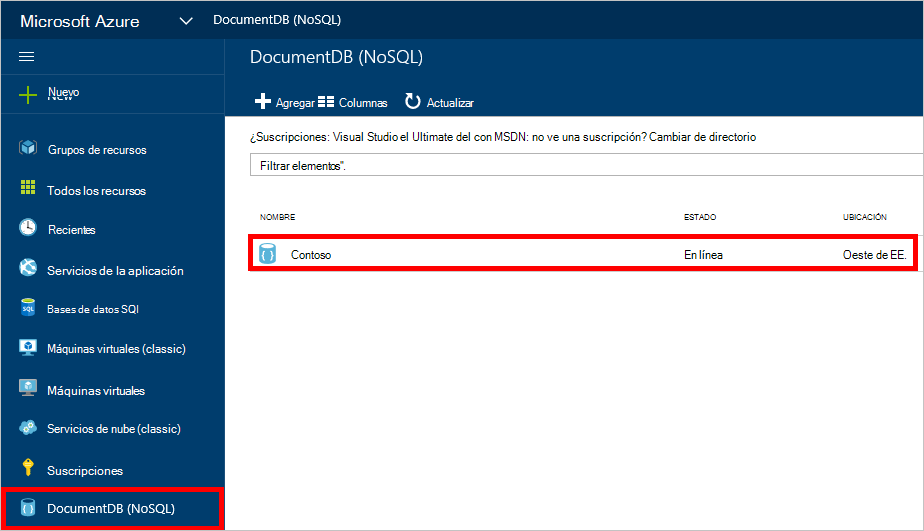 Microsoft Azure
DocumentDB (NoSQL)
DocumentDB (NoSQL)
Nuevo
New
Agregar
Columnas
Actualizar
¿Suscripciones: Visual Studio el Ultimate del con MSDN: no ve una suscripción? Cambiar de directorio
Filtrar elementos".
NOMBRE
ESTADO
UBICACIÓN
Contoso
En línea
Oeste de EE.
Grupos de recursos
Todos los recursos
Recientes
Servicios de la aplicación
SQL
Bases de datos SQl
Máquinas virtuales (classic)
Máquinas virtuales
Servicios de nube (classic)
Suscripciones
DocumentDB (NoSQL)